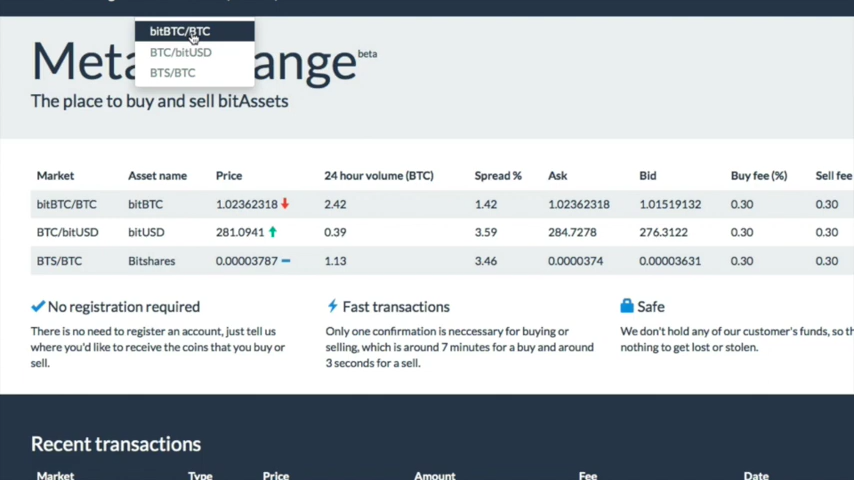 bitBTC/BTC
BTC/bitUSD
BTS/BTC
Meta ange beta
The place to buy and sell bitAssets
Market Asset name Price 24 hour volume (BTC) Spread % Ask Bid Buy fee (%) Sell fee
bitBTC/BTC bitBTC 1.02362318 2.42 1.42 1.02362318 1.01519132 0.30 0.30
BTC/bitUSD bitUSD 281.0941 0.39 3.59 284.7278 276.3122 0.30 0.30
BTS/BTC Bitshares 0.00003787 1.13 3.46 0.0000374 0.00003631 0.30 0.30
No registration required
There is no need to register an account, just tell us
where you'd like to receive the coins that you buy or
sell.
Fast transactions
Only one confirmation is neccessary for buying or
selling, which is around 7 minutes for a buy and around
3 seconds for a sell.
Safe
We don't hold any of our customer's funds, so
nothing to get lost or stolen.
Recent transactions
Market Type Price Amount Fee Date